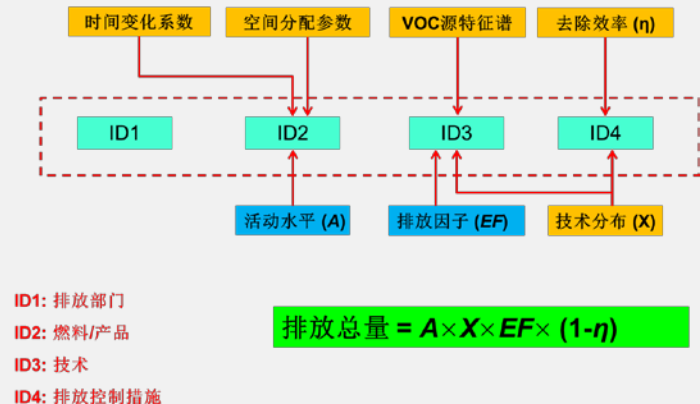 时间变化系数
空间分配参数
VOC源特征谱
去除效率 (η)
ID1
ID2
ID3
ID4
活动水平 (A)
排放因子 (EF)
技术分布 (X)
ID1: 排放部门
ID2: 燃料/产品
ID3: 技术
ID4: 排放控制措施
排放总量 = A×X×EF× (1-η)